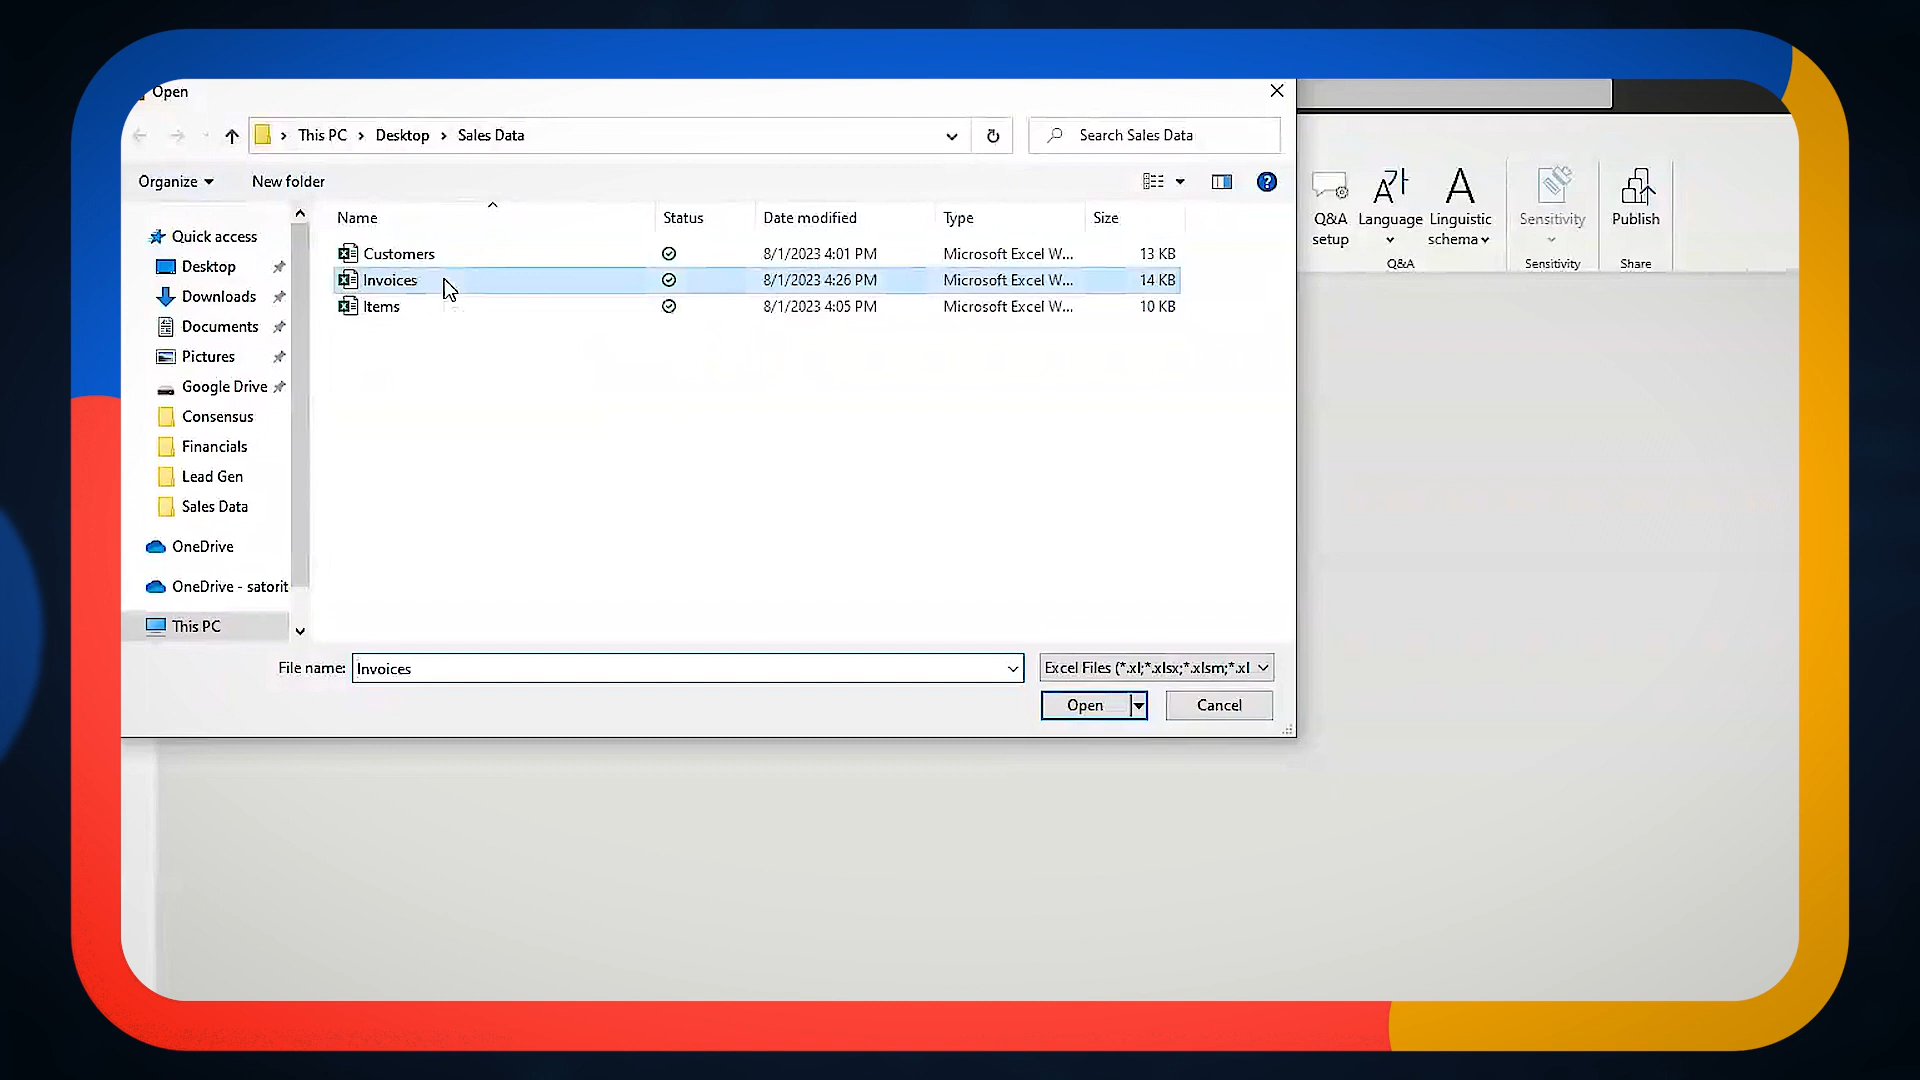 Open
This PC > Desktop > Sales Data
Search Sales Data
Organize
New folder
Name
Status
Date modified
Type
Size
Customers 8/1/2023 4:01 PM Microsoft Excel W... 13 KB
Invoices 8/1/2023 4:26 PM Microsoft Excel W... 14 KB
Items 8/1/2023 4:05 PM Microsoft Excel W... 10 KB
Quick access
Desktop
Downloads
Documents
Pictures
Google Drive
Consensus
Financials
Lead Gen
Sales Data
OneDrive
OneDrive - satorit
This PC
File name: Invoices
Excel Files (*.xl;*.xlsx;*.xlsm;*.xl
Open
Cancel
Q&A
setup
Language
Linguistic
schema
Q&A
Sensitivity
Sensitivity
Publish
Share